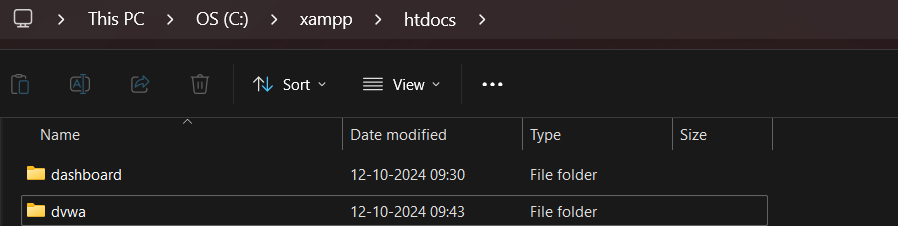 This PC > OS (C:) > xampp > htdocs >
Sort View ...
Name Date modified Type Size
dashboard 12-10-2024 09:30 File folder
dvwa 12-10-2024 09:43 File folder